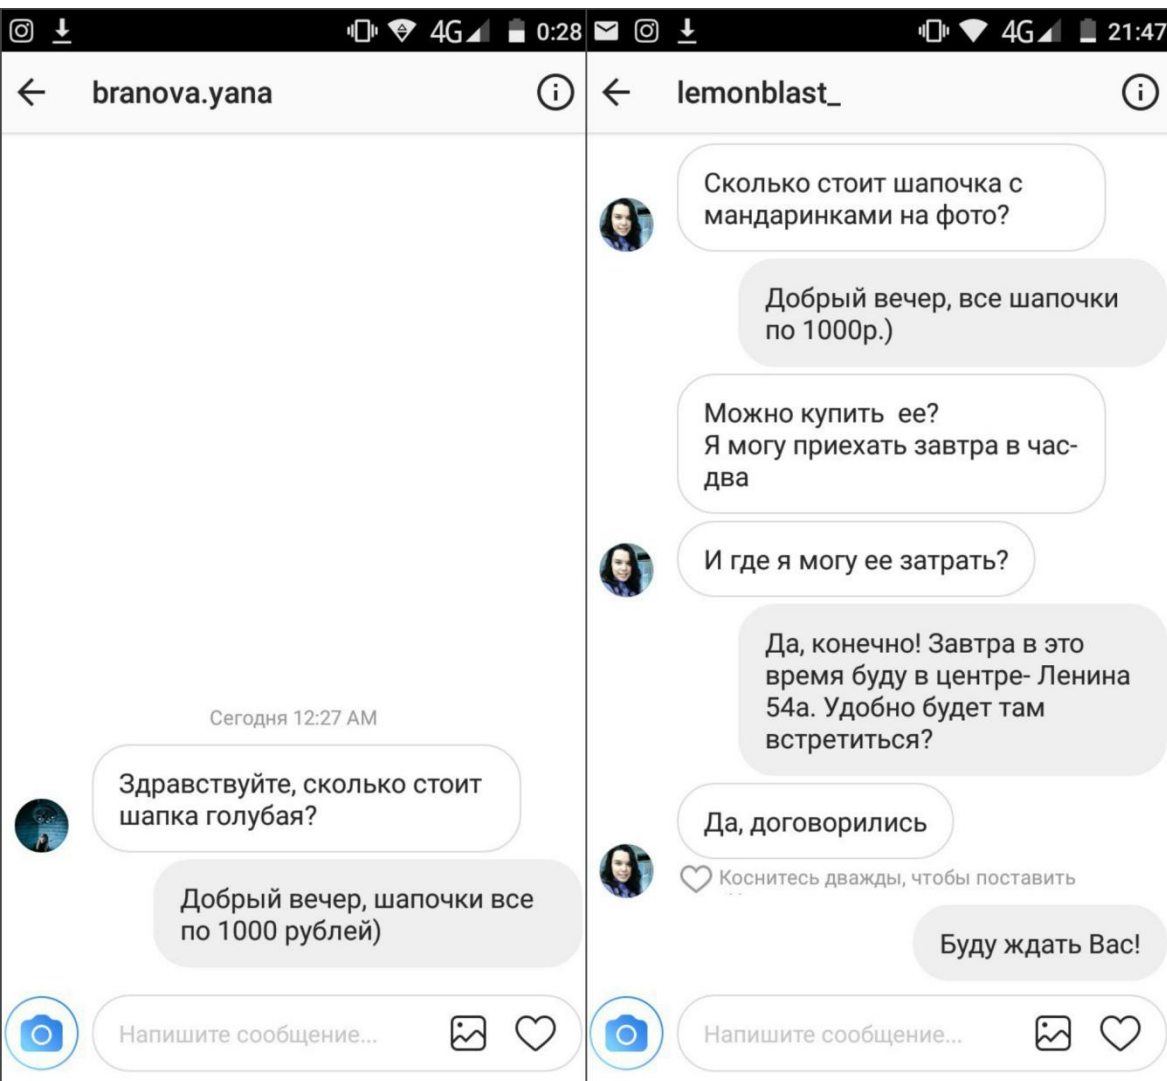 4G 0:28
branova.yana
Сегодня 12:27 AM
Здравствуйте, сколько стоит
шапка голубая?
Добрый вечер, шапочки все
по 1000 рублей)
Напишите сообщение...
4G 21:47
lemonblast_
Сколько стоит шапочка с
мандаринками на фото?
Добрый вечер, все шапочки
по 1000р.)
Можно купить ее?
Я могу приехать завтра в час-
два
И где я могу ее затрать?
Да, конечно! Завтра в это
время буду в центре- Ленина
54а. Удобно будет там
встретиться?
Да, договорились
Коснитесь дважды, чтобы поставить
Буду ждать Вас!
Напишите сообщение...